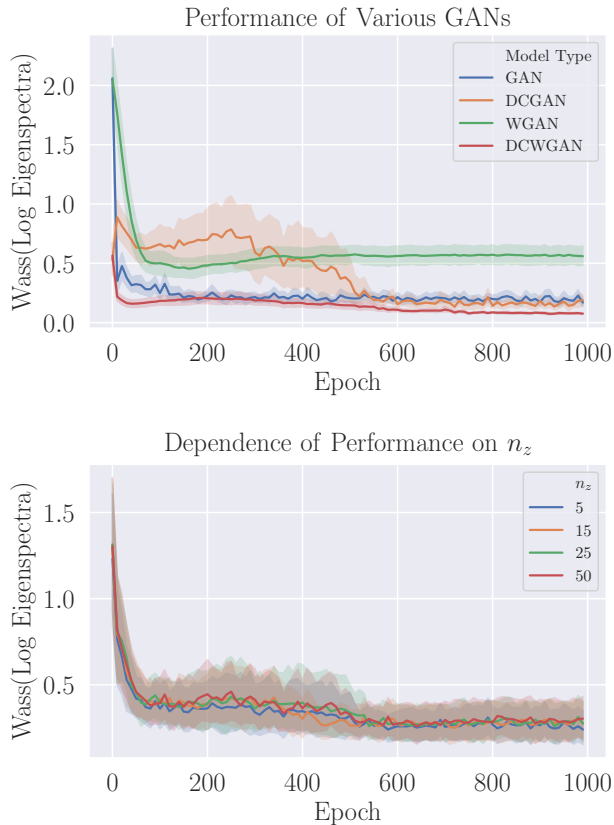 Performance of Various GANs
Wass(Log Eigenspectra)
2.0
1.5
1.0
0.5
0.0
Model Type
GAN
DCGAN
WGAN
DCWGAN
0 200 400 600 800 1000
Epoch
Dependence of Performance on n_z
Wass(Log Eigenspectra)
1.5
1.0
0.5
n_z
5
15
25
50
0 200 400 600 800 1000
Epoch